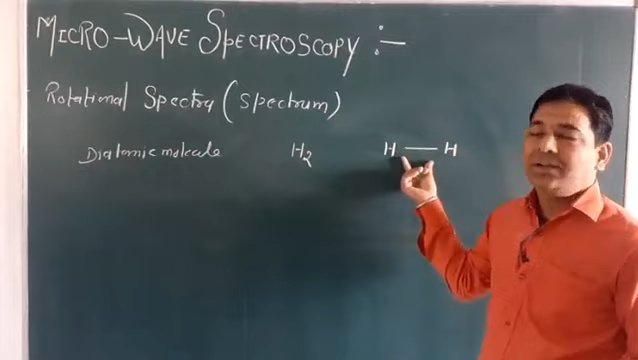 MICRO-WAVE SPECTROSCOPY :-
Rotational Spectra (spectrum)
Diatomic molecule H2 H — H